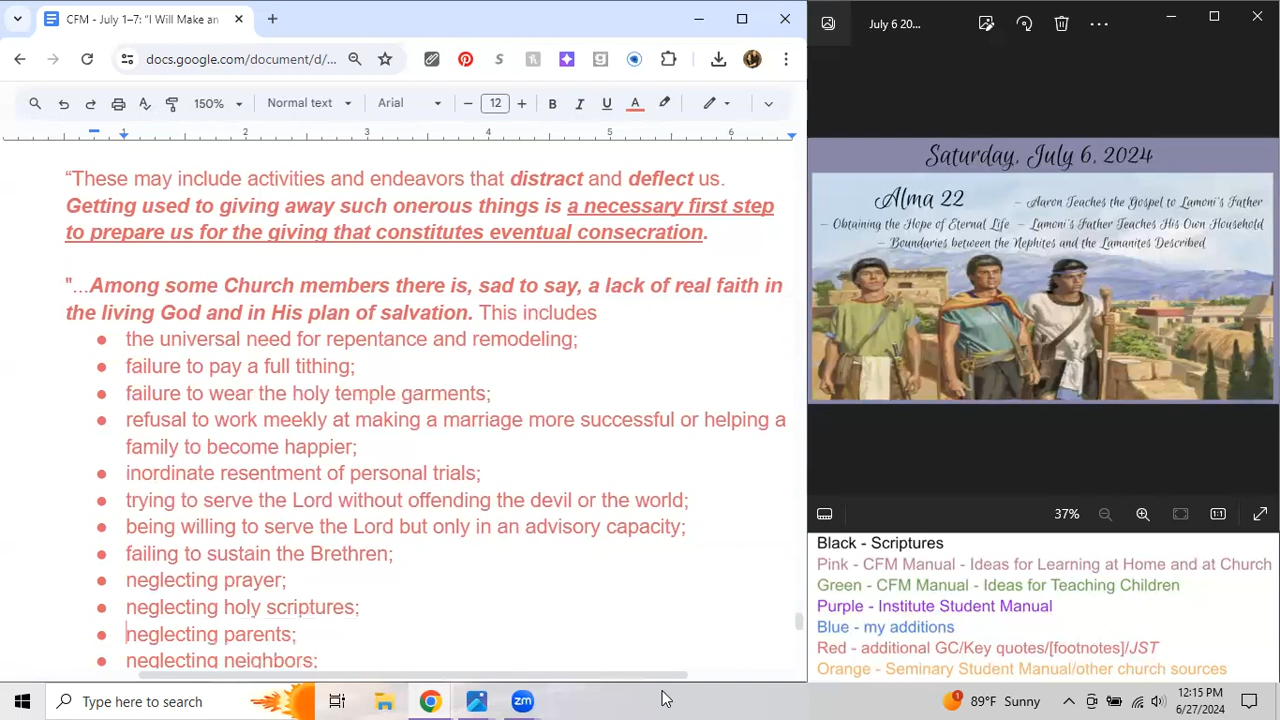 CFM - July 1–7: “I Will Make an
docs.google.com/document/d/...
150%
Normal text
Arial
12
B I U A
1 2 3 4 5 6
“These may include activities and endeavors that distract and deflect us.
Getting used to giving away such onerous things is a necessary first step
to prepare us for the giving that constitutes eventual consecration.
"...Among some Church members there is, sad to say, a lack of real faith in
the living God and in His plan of salvation. This includes
● the universal need for repentance and remodeling;
● failure to pay a full tithing;
● failure to wear the holy temple garments;
● refusal to work meekly at making a marriage more successful or helping a
family to become happier;
● inordinate resentment of personal trials;
● trying to serve the Lord without offending the devil or the world;
● being willing to serve the Lord but only in an advisory capacity;
● failing to sustain the Brethren;
● neglecting prayer;
● neglecting holy scriptures;
● neglecting parents;
● neglecting neighbors;
July 6 20...
Saturday, July 6, 2024
Alma 22
– Aaron Teaches the Gospel to Lamoni’s Father
– Obtaining the Hope of Eternal Life – Lamoni’s Father Teaches His Own Household
– Boundaries between the Nephites and the Lamanites Described
37%
Black - Scriptures
Pink - CFM Manual - Ideas for Learning at Home and at Church
Green - CFM Manual - Ideas for Teaching Children
Purple - Institute Student Manual
Blue - my additions
Red - additional GC/Key quotes/[footnotes]/JST
Orange - Seminary Student Manual/other church sources
Type here to search
zm
1
89°F Sunny
12:15 PM
6/27/2024